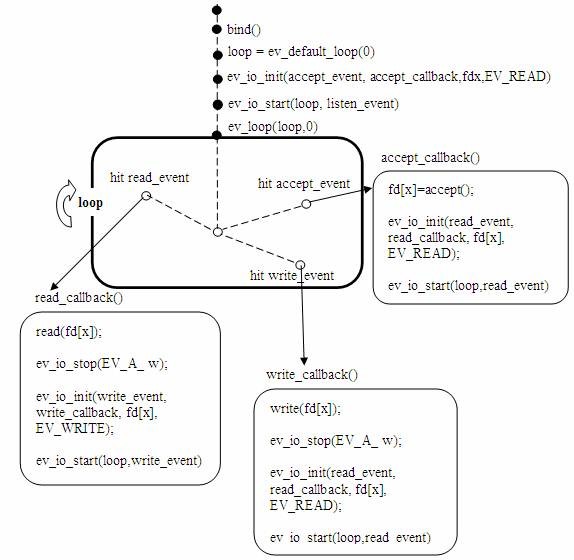 bind()
loop = ev_default_loop(0)
ev_io_init(accept_event, accept_callback,fdx,EV_READ)
ev_io_start(loop, listen_event)
ev_loop(loop,0)
accept_callback()
hit read_event
hit accept_event
loop
fd[x]=accept();
ev_io_init(read_event,
read_callback, fd[x],
EV_READ);
ev_io_start(loop,read_event)
hit write_event
read_callback()
read(fd[x]);
ev_io_stop(EV_A_ w);
ev_io_init(write_event,
write_callback, fd[x],
EV_WRITE);
ev_io_start(loop,write_event)
write_callback()
write(fd[x]);
ev_io_stop(EV_A_ w);
ev_io_init(read_event,
read_callback, fd[x],
EV_READ);
ev_io_start(loop,read_event)